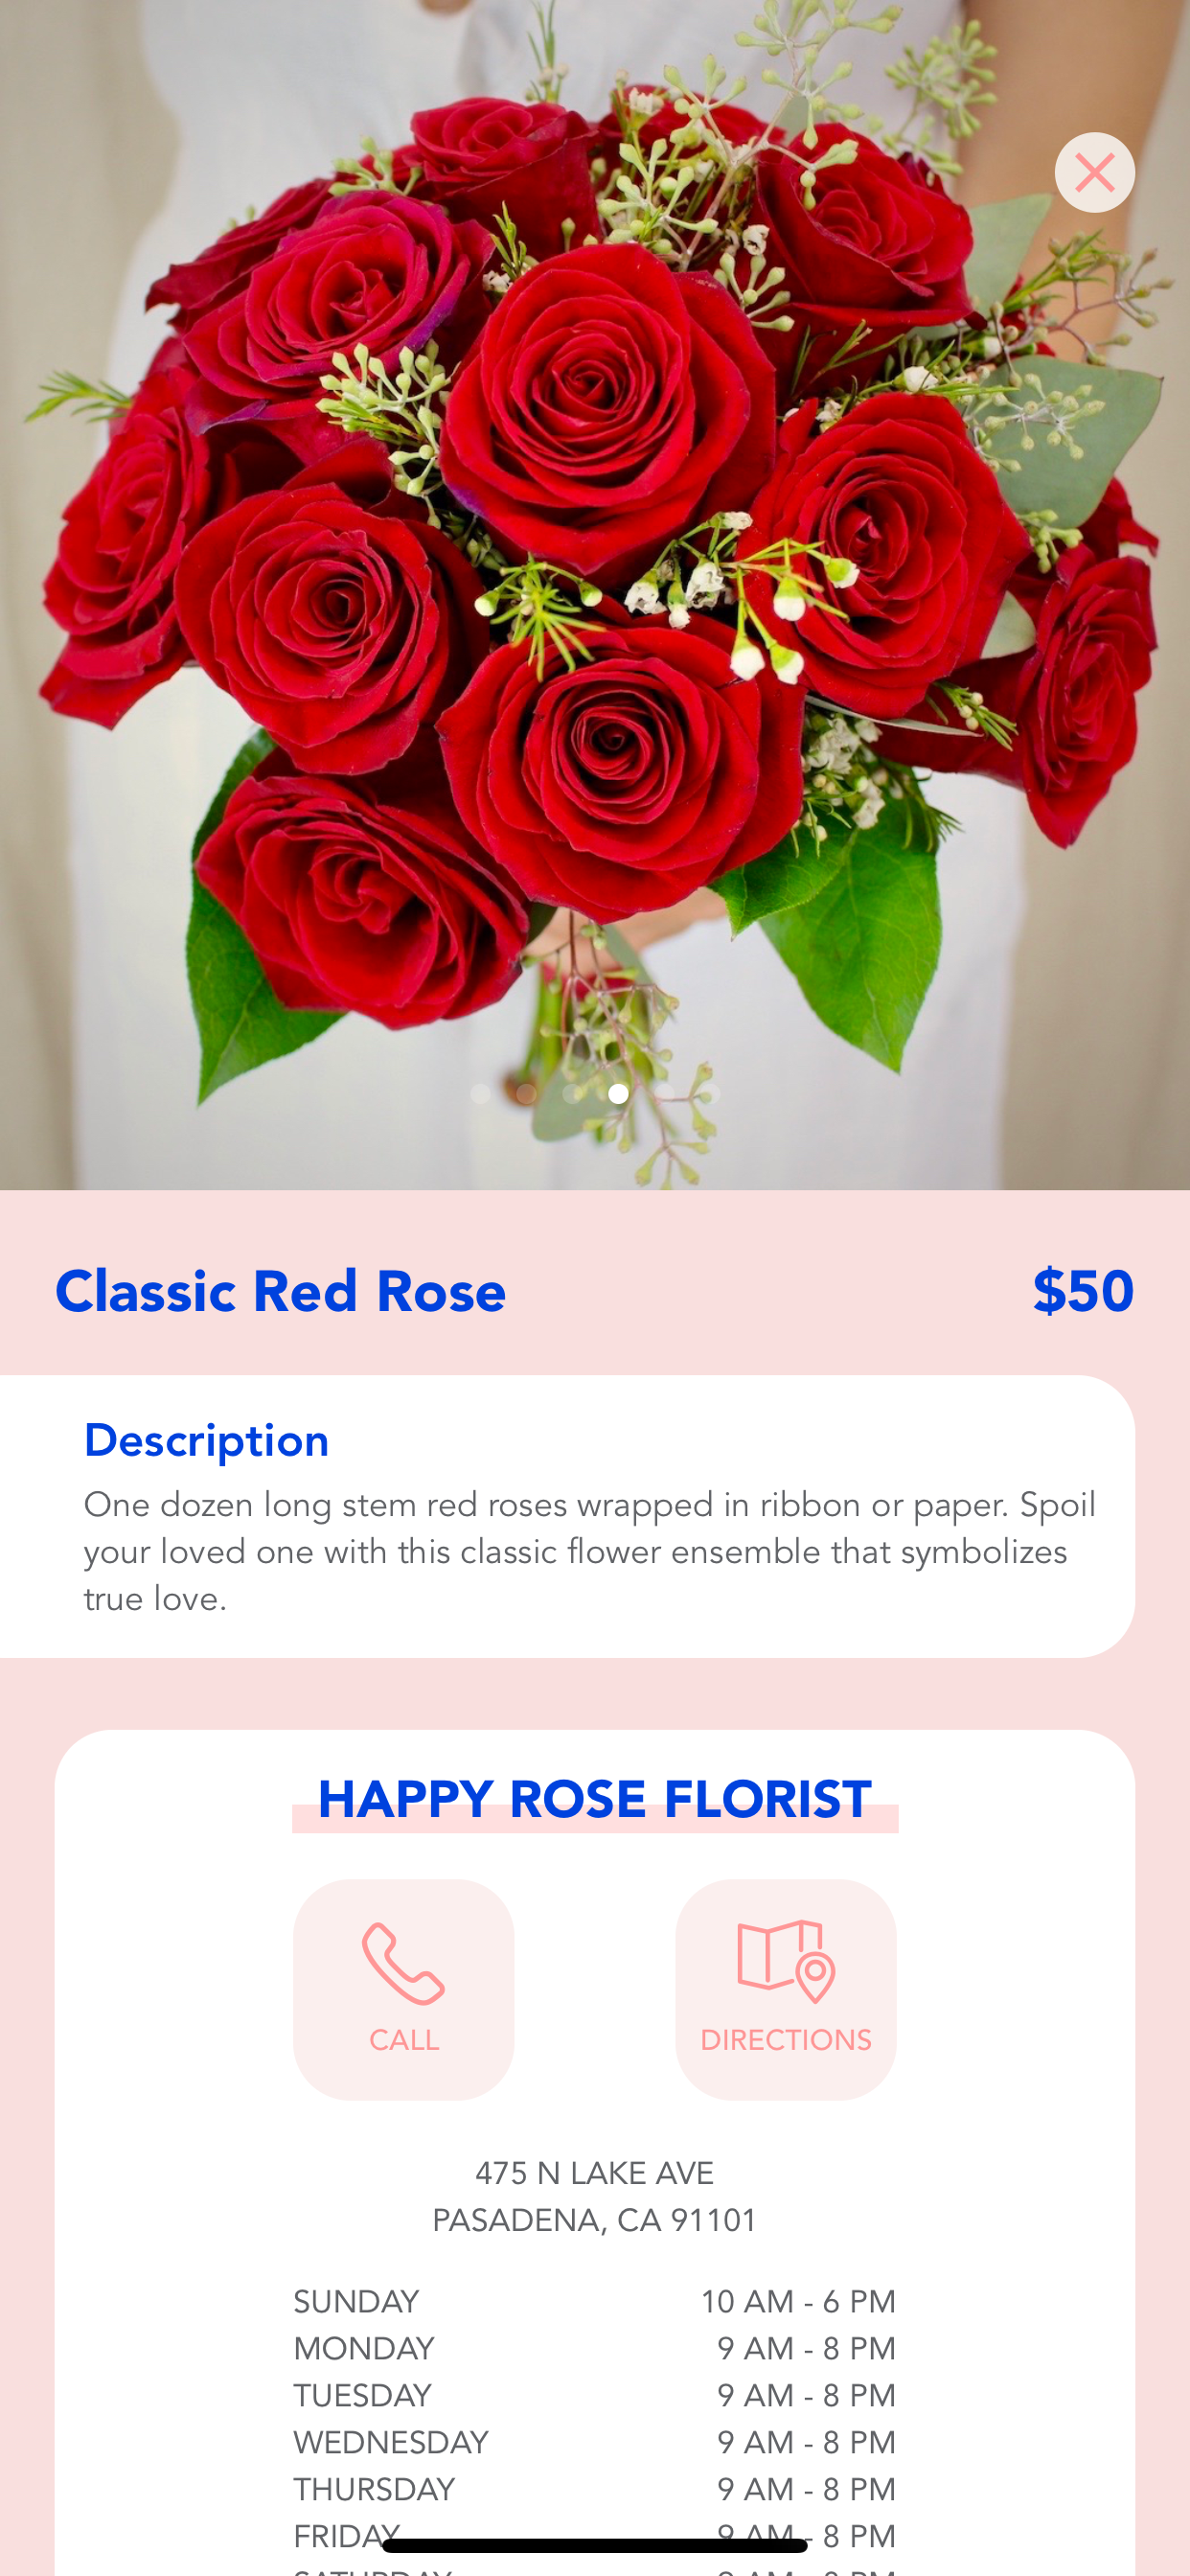 Classic Red Rose $50
Description
One dozen long stem red roses wrapped in ribbon or paper. Spoil
your loved one with this classic flower ensemble that symbolizes
true love.
HAPPY ROSE FLORIST
CALL DIRECTIONS
475 N LAKE AVE
PASADENA, CA 91101
SUNDAY 10 AM - 6 PM
MONDAY 9 AM - 8 PM
TUESDAY 9 AM - 8 PM
WEDNESDAY 9 AM - 8 PM
THURSDAY 9 AM - 8 PM
FRIDAY 9 AM - 8 PM